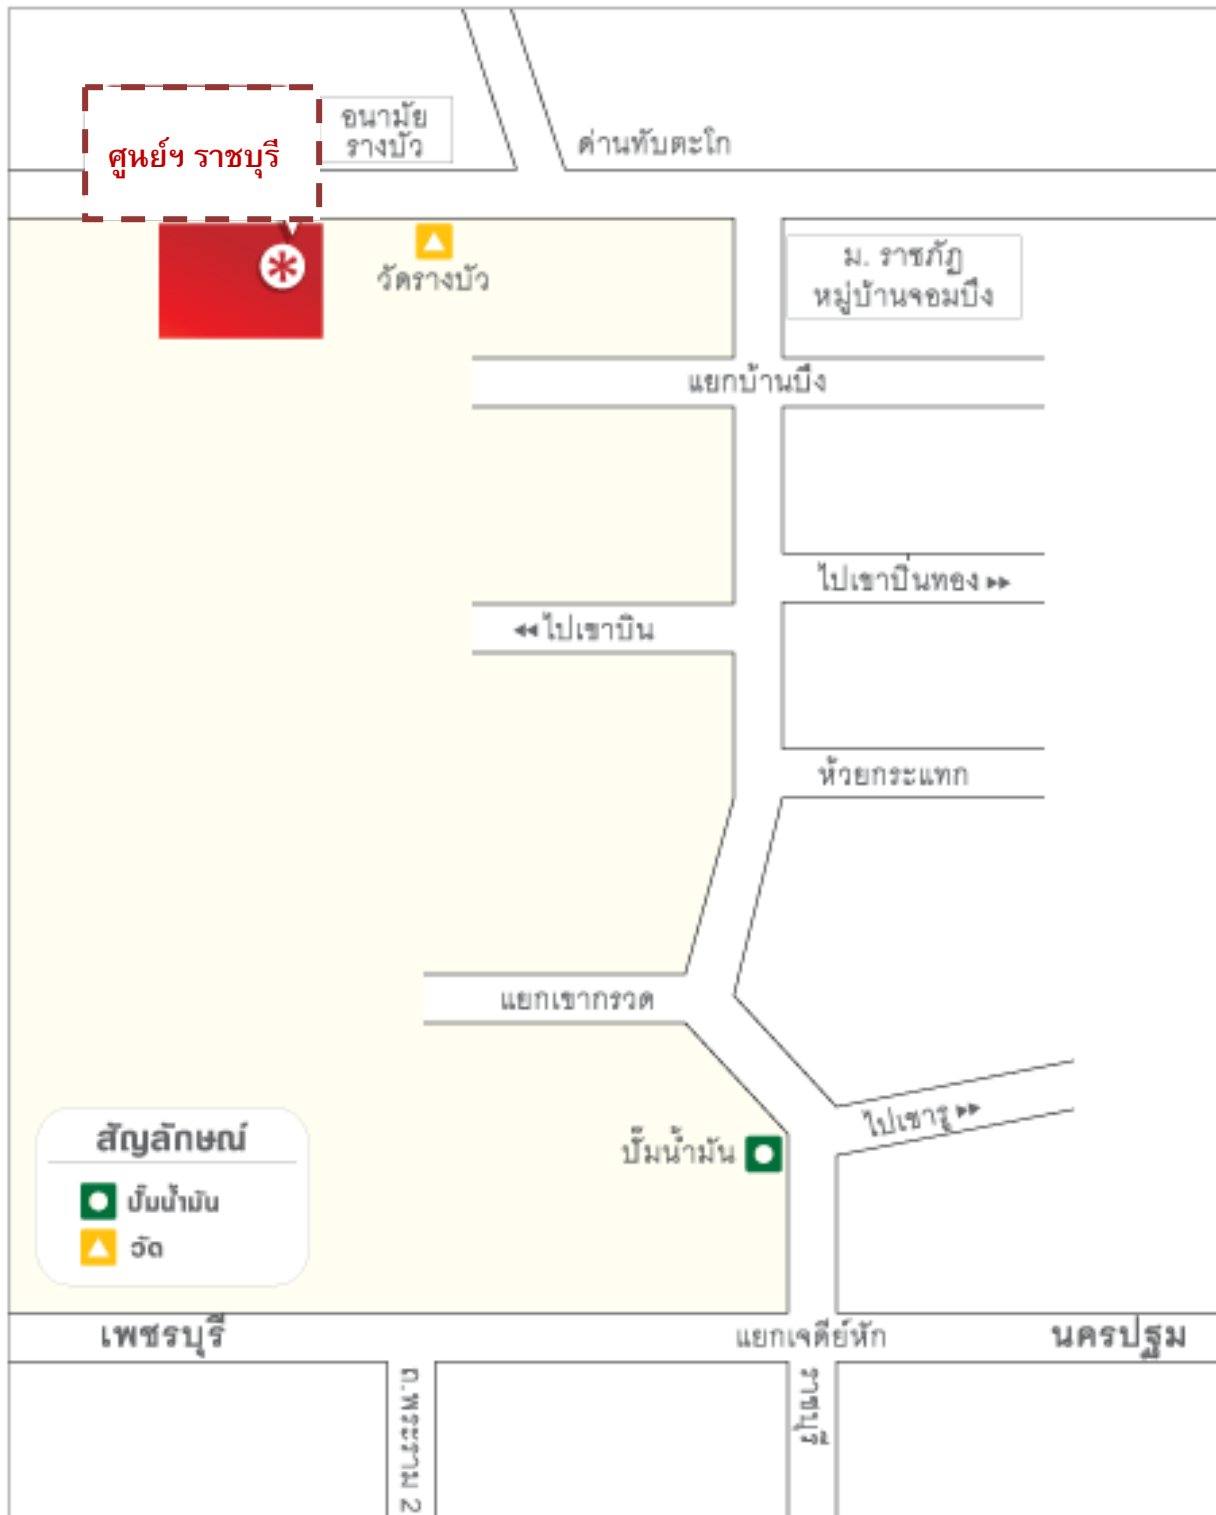 อนามัย
รางบัว
ศูนย์ฯ ราชบุรี
ด่านทับตะโก
วัดรางบัว
ม. ราชภัฏ
หมู่บ้านจอมบึง
แยกบ้านบึง
ไปเขาปิ่นทอง
ไปเขาบิน
ห้วยกระแทก
แยกเขากรวด
ไปเขารู
ปั๊มน้ำมัน
สัญลักษณ์
ปั๊มน้ำมัน
วัด
เพชรบุรี
แยกเจดีย์หัก
นครปฐม
ถ.พระราม 2
ราชบุรี